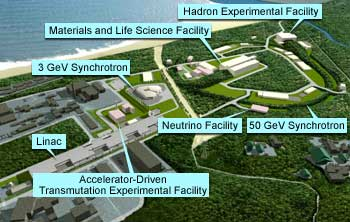 Hadron Experimental Facility
Materials and Life Science Facility
3 GeV Synchrotron
Neutrino Facility
50 GeV Synchrotron
Linac
Accelerator-Driven
Transmutation Experimental Facility